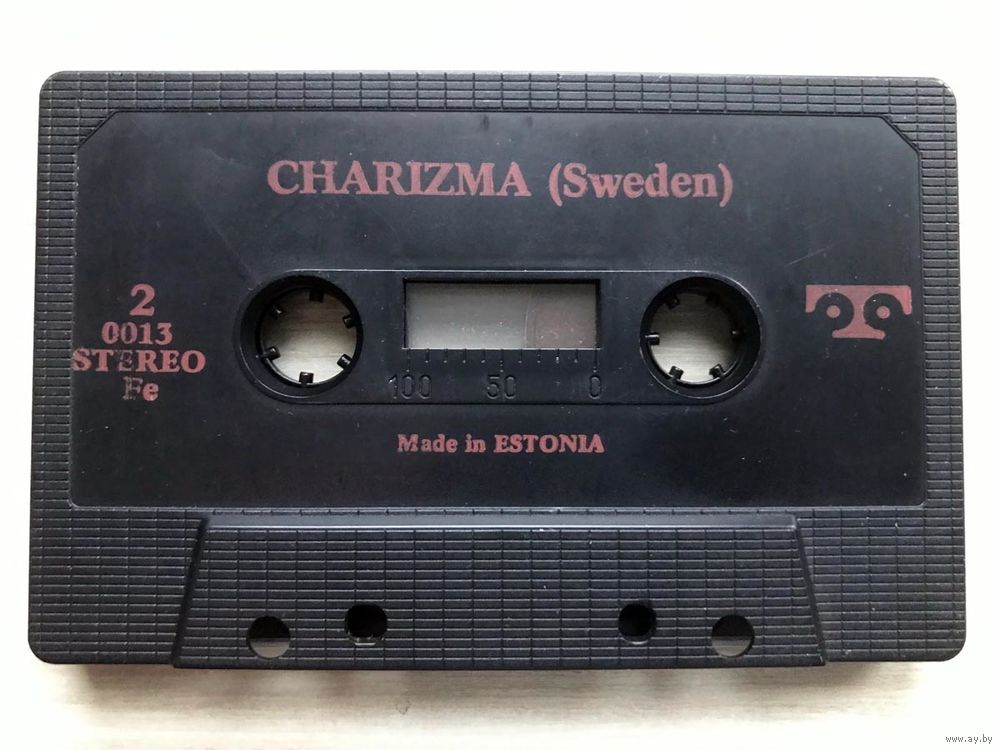 CHARIZMA (Sweden)
2
0013
STEREO
Fe
100 50 0
Made in ESTONIA
www.ay.by